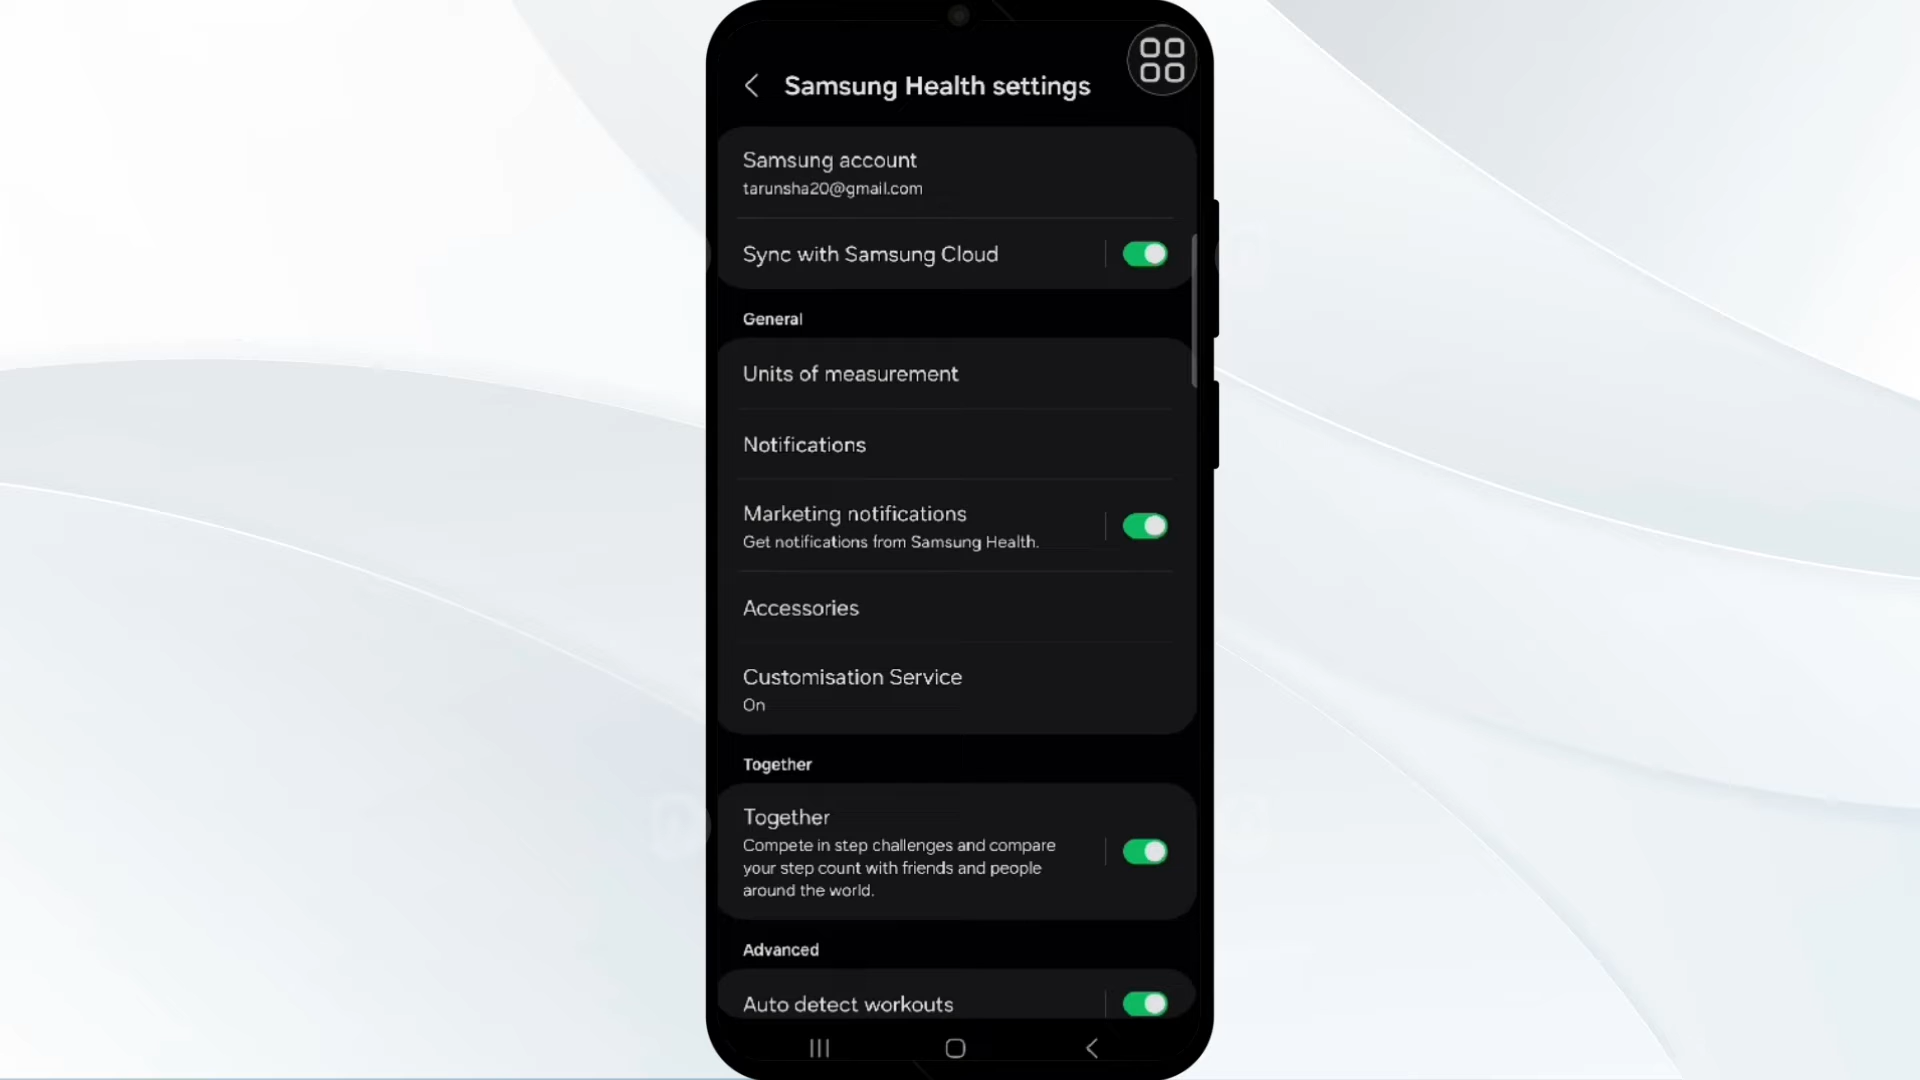 Samsung Health settings
Samsung account
tarunsha20@gmail.com
Sync with Samsung Cloud
General
Units of measurement
Notifications
Marketing notifications
Get notifications from Samsung Health.
Accessories
Customisation Service
On
Together
Together
Compete in step challenges and compare
your step count with friends and people
around the world.
Advanced
Auto detect workouts